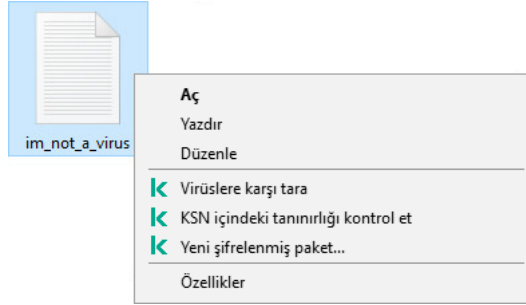 im_not_a_virus
Aç
Yazdır
Düzenle
Virüslere karşı tara
KSN içindeki tanınırlığı kontrol et
Yeni şifrelenmiş paket...
Özellikler